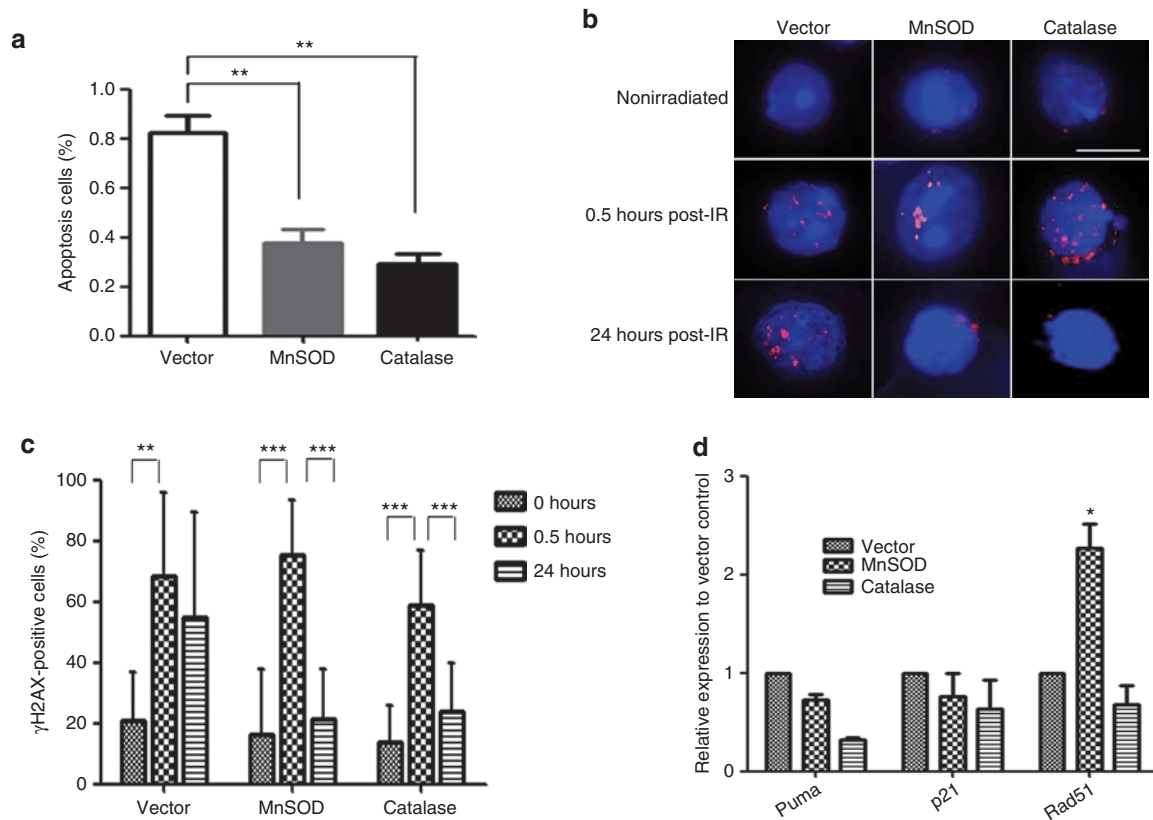 a
**
**
1.0
0.8
0.6
0.4
0.2
0.0
Apoptosis cells (%)
Vector MnSOD Catalase
b
Vector MnSOD Catalase
Nonirradiated
0.5 hours post-IR
24 hours post-IR
c
** *** ***
*** ***
100
80
60
40
20
0
γH2AX-positive cells (%)
Vector MnSOD Catalase
0 hours
0.5 hours
24 hours
d
3
2
1
0
Relative expression to vector control
*
Vector
MnSOD
Catalase
Puma p21 Rad51